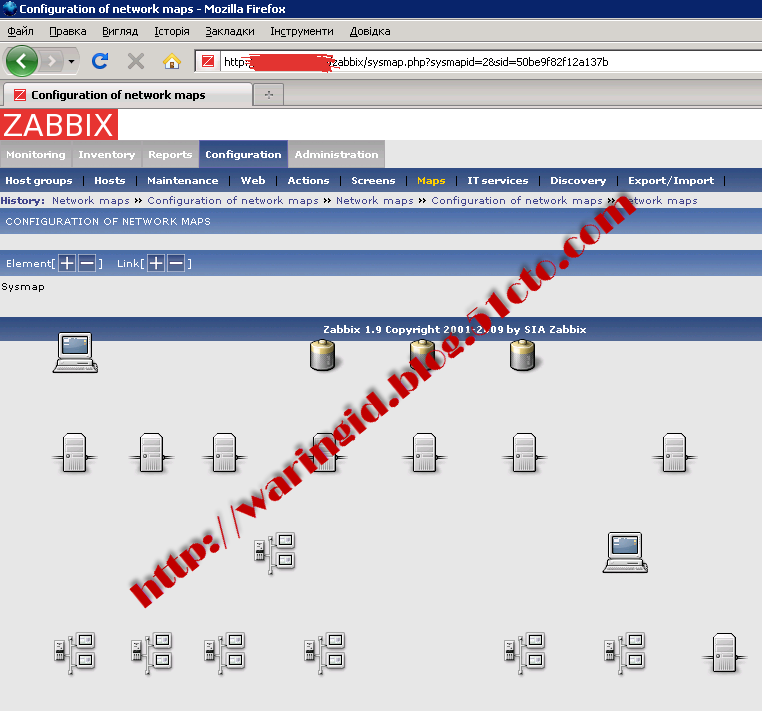 Configuration of network maps - Mozilla Firefox
Файл Правка Вигляд Історія Закладки Інструменти Довідка
http: zabbix/sysmap.php?sysmapid=2&sid=50be9f82f12a137b
Configuration of network maps
ZABBIX
Monitoring Inventory Reports Configuration Administration
Host groups | Hosts | Maintenance | Web | Actions | Screens | Maps | IT services | Discovery | Export/Import |
History: Network maps » Configuration of network maps » Network maps » Configuration of network maps » Network maps
CONFIGURATION OF NETWORK MAPS
Element[ + − ] Link[ + − ]
Sysmap
Zabbix 1.9 Copyright 2001-2009 by SIA Zabbix
http://waringid.blog.51cto.com